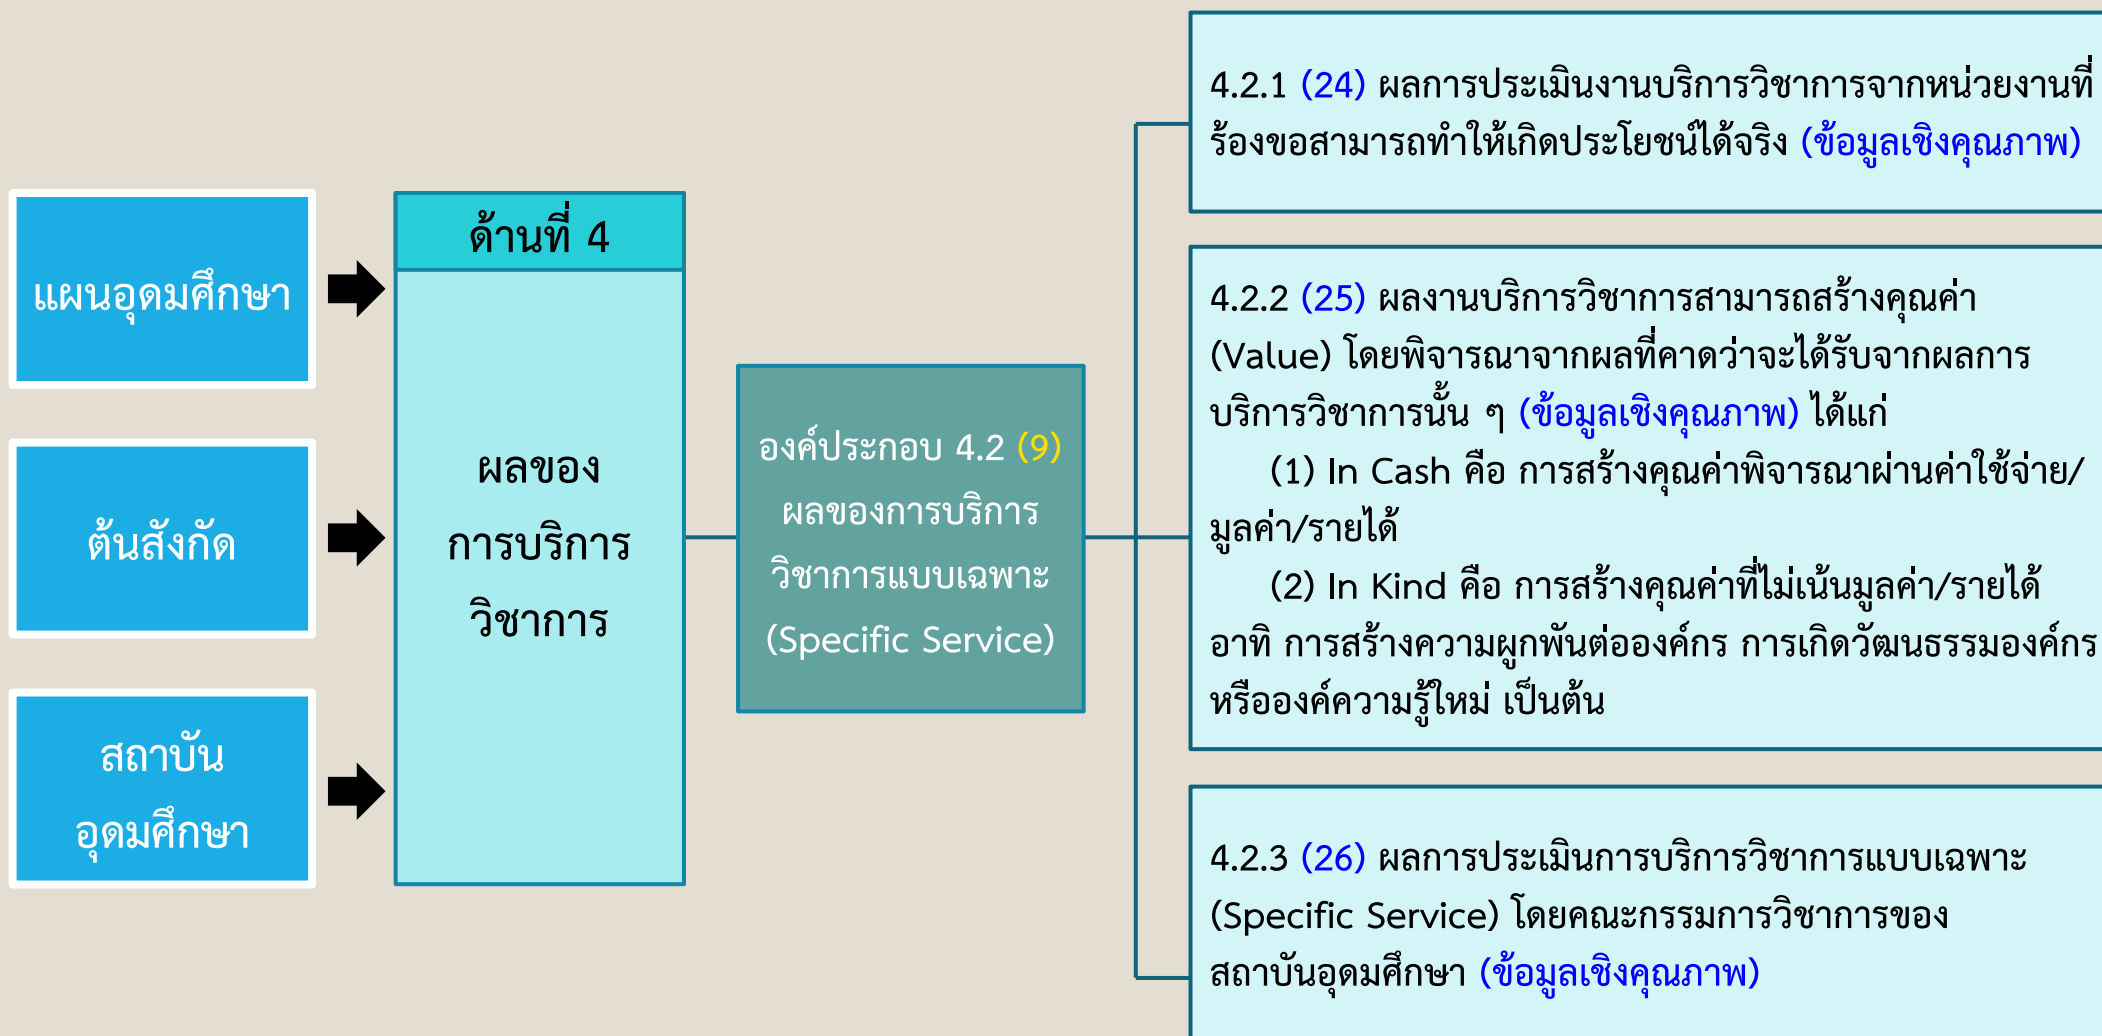 แผนอุดมศึกษา
ต้นสังกัด
สถาบัน
อุดมศึกษา
ด้านที่ 4
ผลของ
การบริการ
วิชาการ
องค์ประกอบ 4.2 (9)
ผลของการบริการ
วิชาการแบบเฉพาะ
(Specific Service)
4.2.1 (24) ผลการประเมินงานบริการวิชาการจากหน่วยงานที่
ร้องขอสามารถทำให้เกิดประโยชน์ได้จริง (ข้อมูลเชิงคุณภาพ)
4.2.2 (25) ผลงานบริการวิชาการสามารถสร้างคุณค่า
(Value) โดยพิจารณาจากผลที่คาดว่าจะได้รับจากผลการ
บริการวิชาการนั้น ๆ (ข้อมูลเชิงคุณภาพ) ได้แก่
(1) In Cash คือ การสร้างคุณค่าพิจารณาผ่านค่าใช้จ่าย/
มูลค่า/รายได้
(2) In Kind คือ การสร้างคุณค่าที่ไม่เน้นมูลค่า/รายได้
อาทิ การสร้างความผูกพันต่อองค์กร การเกิดวัฒนธรรมองค์กร
หรือองค์ความรู้ใหม่ เป็นต้น
4.2.3 (26) ผลการประเมินการบริการวิชาการแบบเฉพาะ
(Specific Service) โดยคณะกรรมการวิชาการของ
สถาบันอุดมศึกษา (ข้อมูลเชิงคุณภาพ)